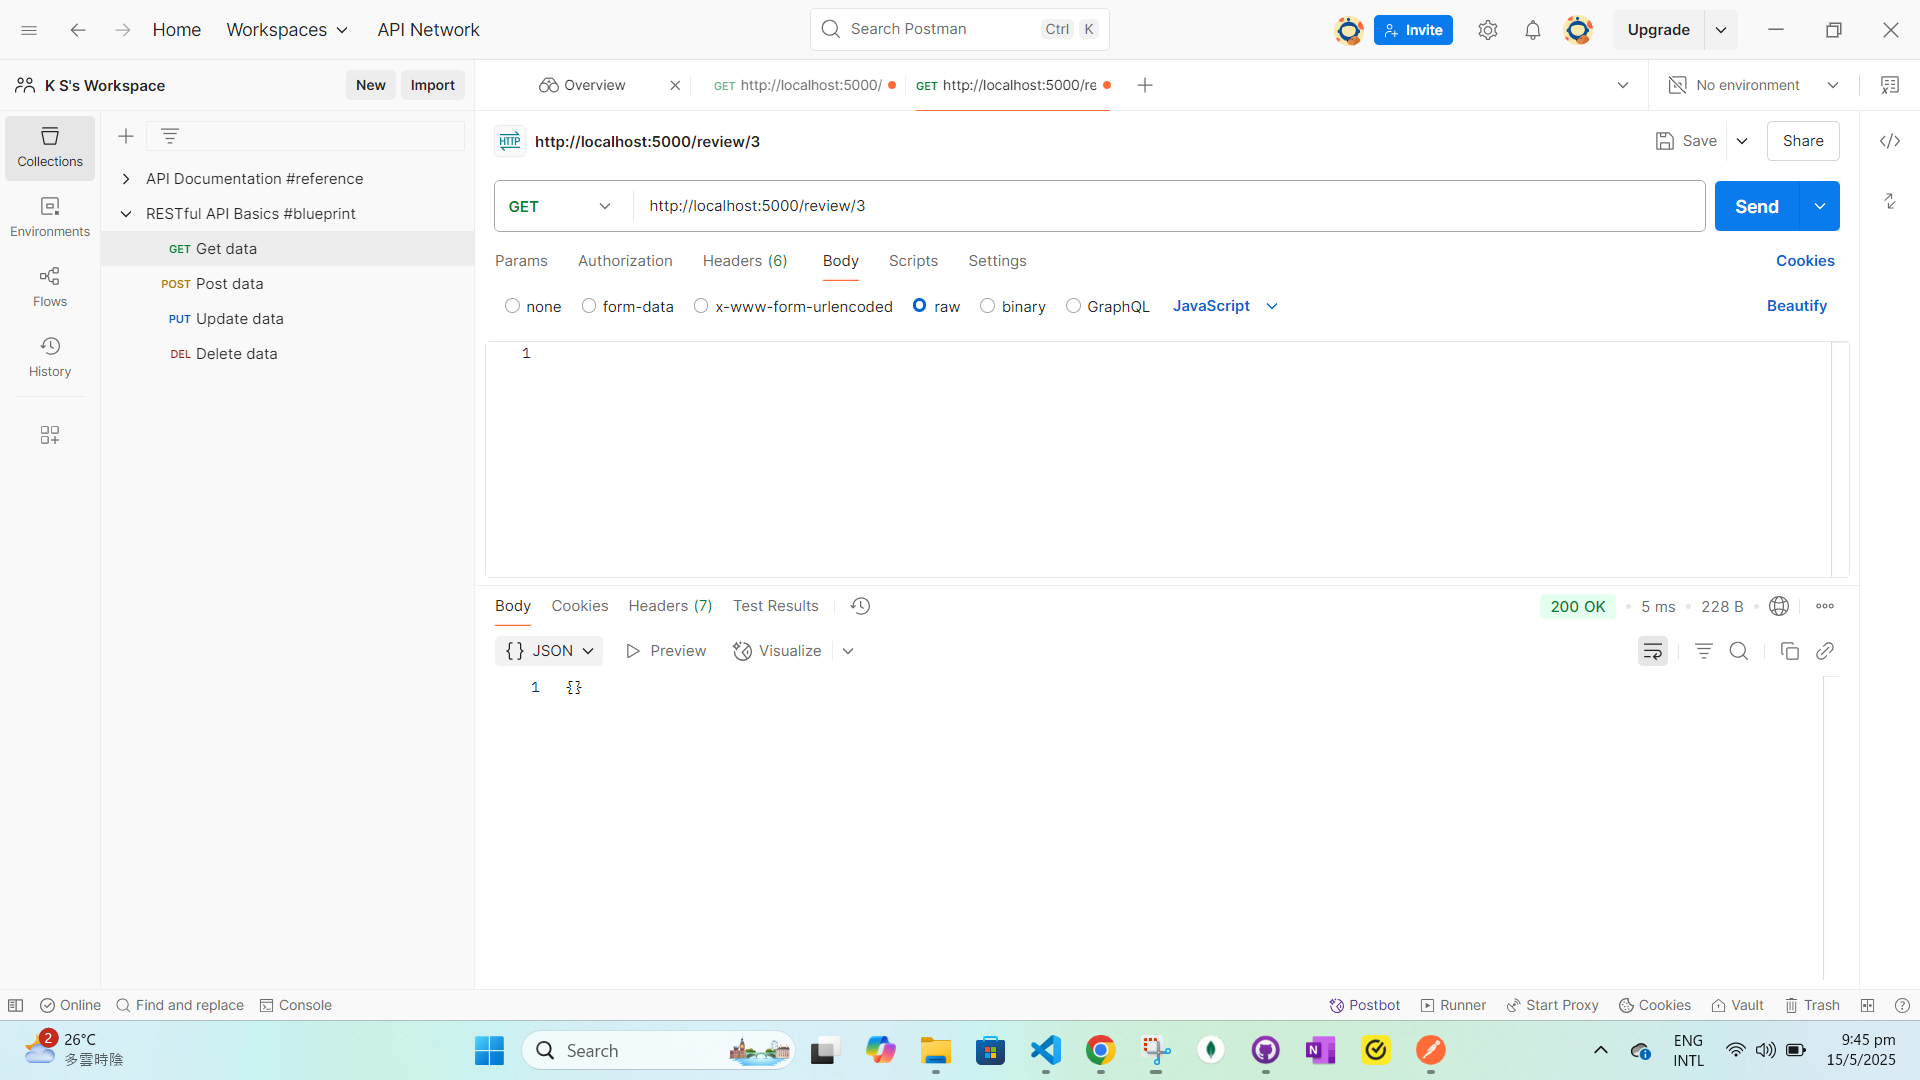 Home
Workspaces
API Network
Search Postman
Ctrl K
Invite
Upgrade
K S's Workspace
New
Import
Overview
GET http://localhost:5000/
GET http://localhost:5000/re
No environment
Collections
Environments
Flows
History
API Documentation #reference
RESTful API Basics #blueprint
GET Get data
POST Post data
PUT Update data
DEL Delete data
HTTP http://localhost:5000/review/3
Save
Share
GET http://localhost:5000/review/3
Send
Params Authorization Headers (6) Body Scripts Settings
Cookies
none form-data x-www-form-urlencoded raw binary GraphQL JavaScript
Beautify
1
Body Cookies Headers (7) Test Results
200 OK • 5 ms • 228 B
{ } JSON Preview Visualize
1 {}
Online Find and replace Console
Postbot Runner Start Proxy Cookies Vault Trash
2
26°C
多雲時陰
Search
ENG
INTL
9:45 pm
15/5/2025